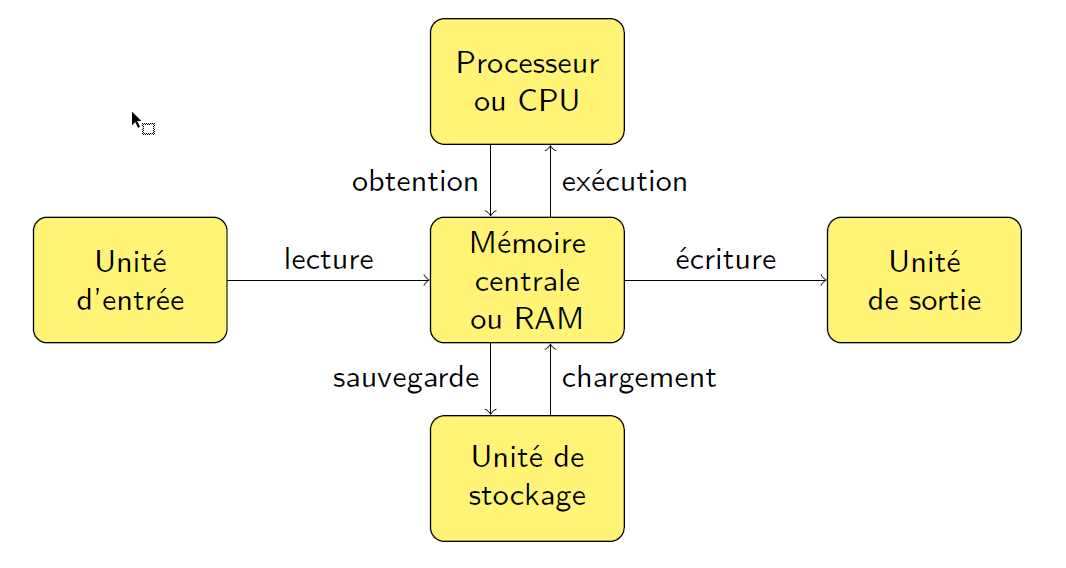 Processeur
ou CPU
obtention
exécution
Unité
d'entrée
lecture
Mémoire
centrale
ou RAM
écriture
Unité
de sortie
sauvegarde
chargement
Unité de
stockage